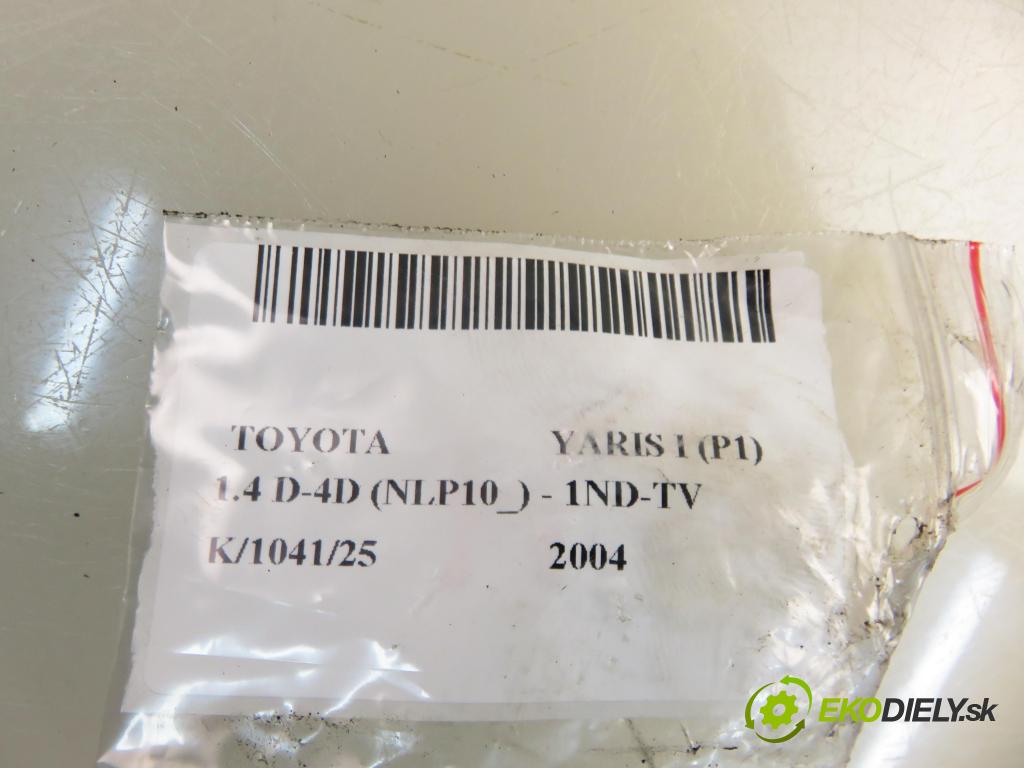 TOYOTA YARIS I (P1)
1.4 D-4D (NLP10_) - 1ND-TV
K/1041/25 2004
EKODIELY.sk